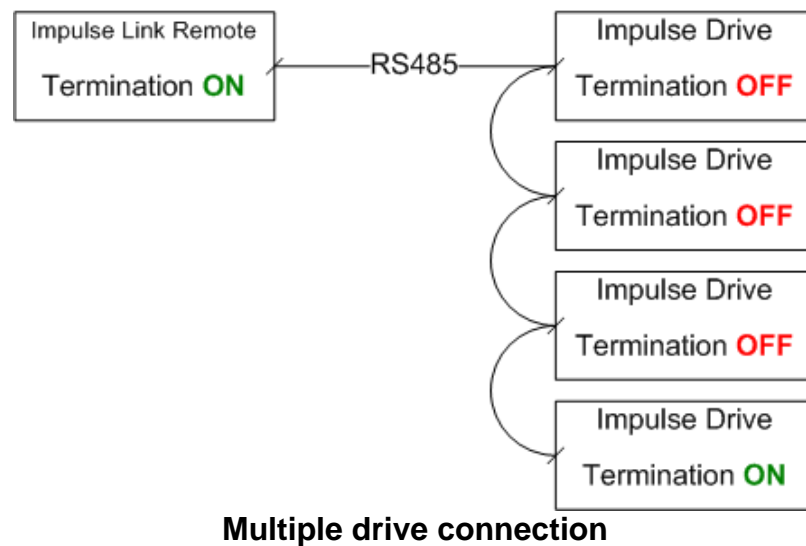 Impulse Link Remote
Termination ON
RS485
Impulse Drive
Termination OFF
Impulse Drive
Termination OFF
Impulse Drive
Termination OFF
Impulse Drive
Termination ON
Multiple drive connection